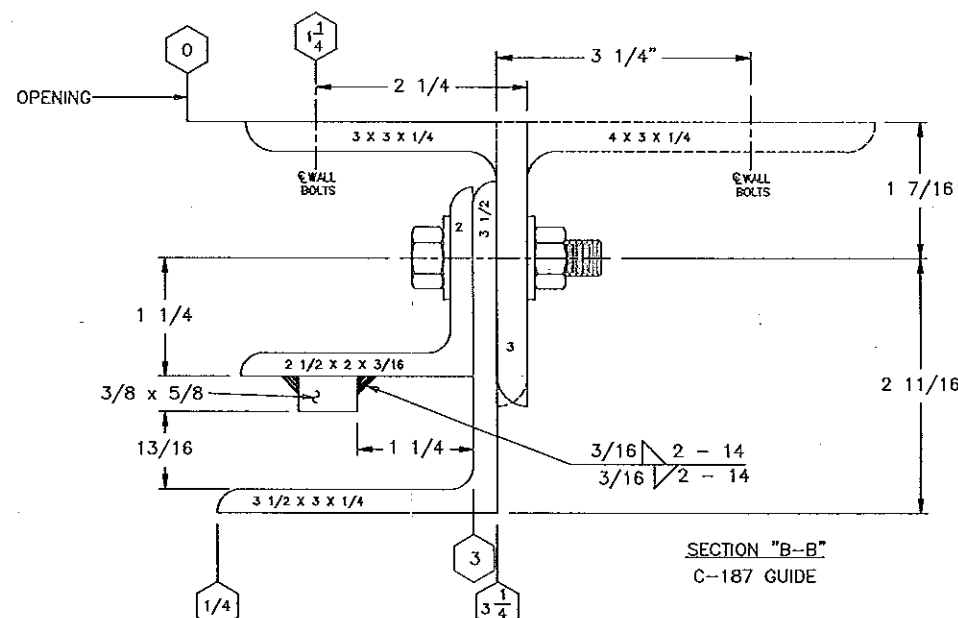 0
1 1/4
3 1/4"
2 1/4
OPENING
3 X 3 X 1/4
4 X 3 X 1/4
℄ WALL
BOLTS
℄ WALL
BOLTS
1 7/16
2
3 1/2
1 1/4
3
2 1/2 X 2 X 3/16
3/8 x 5/8
2 11/16
13/16
1 1/4
3/16 2 - 14
3/16 2 - 14
3 1/2 X 3 X 1/4
3
SECTION "B-B"
C-187 GUIDE
1/4
3 1/4